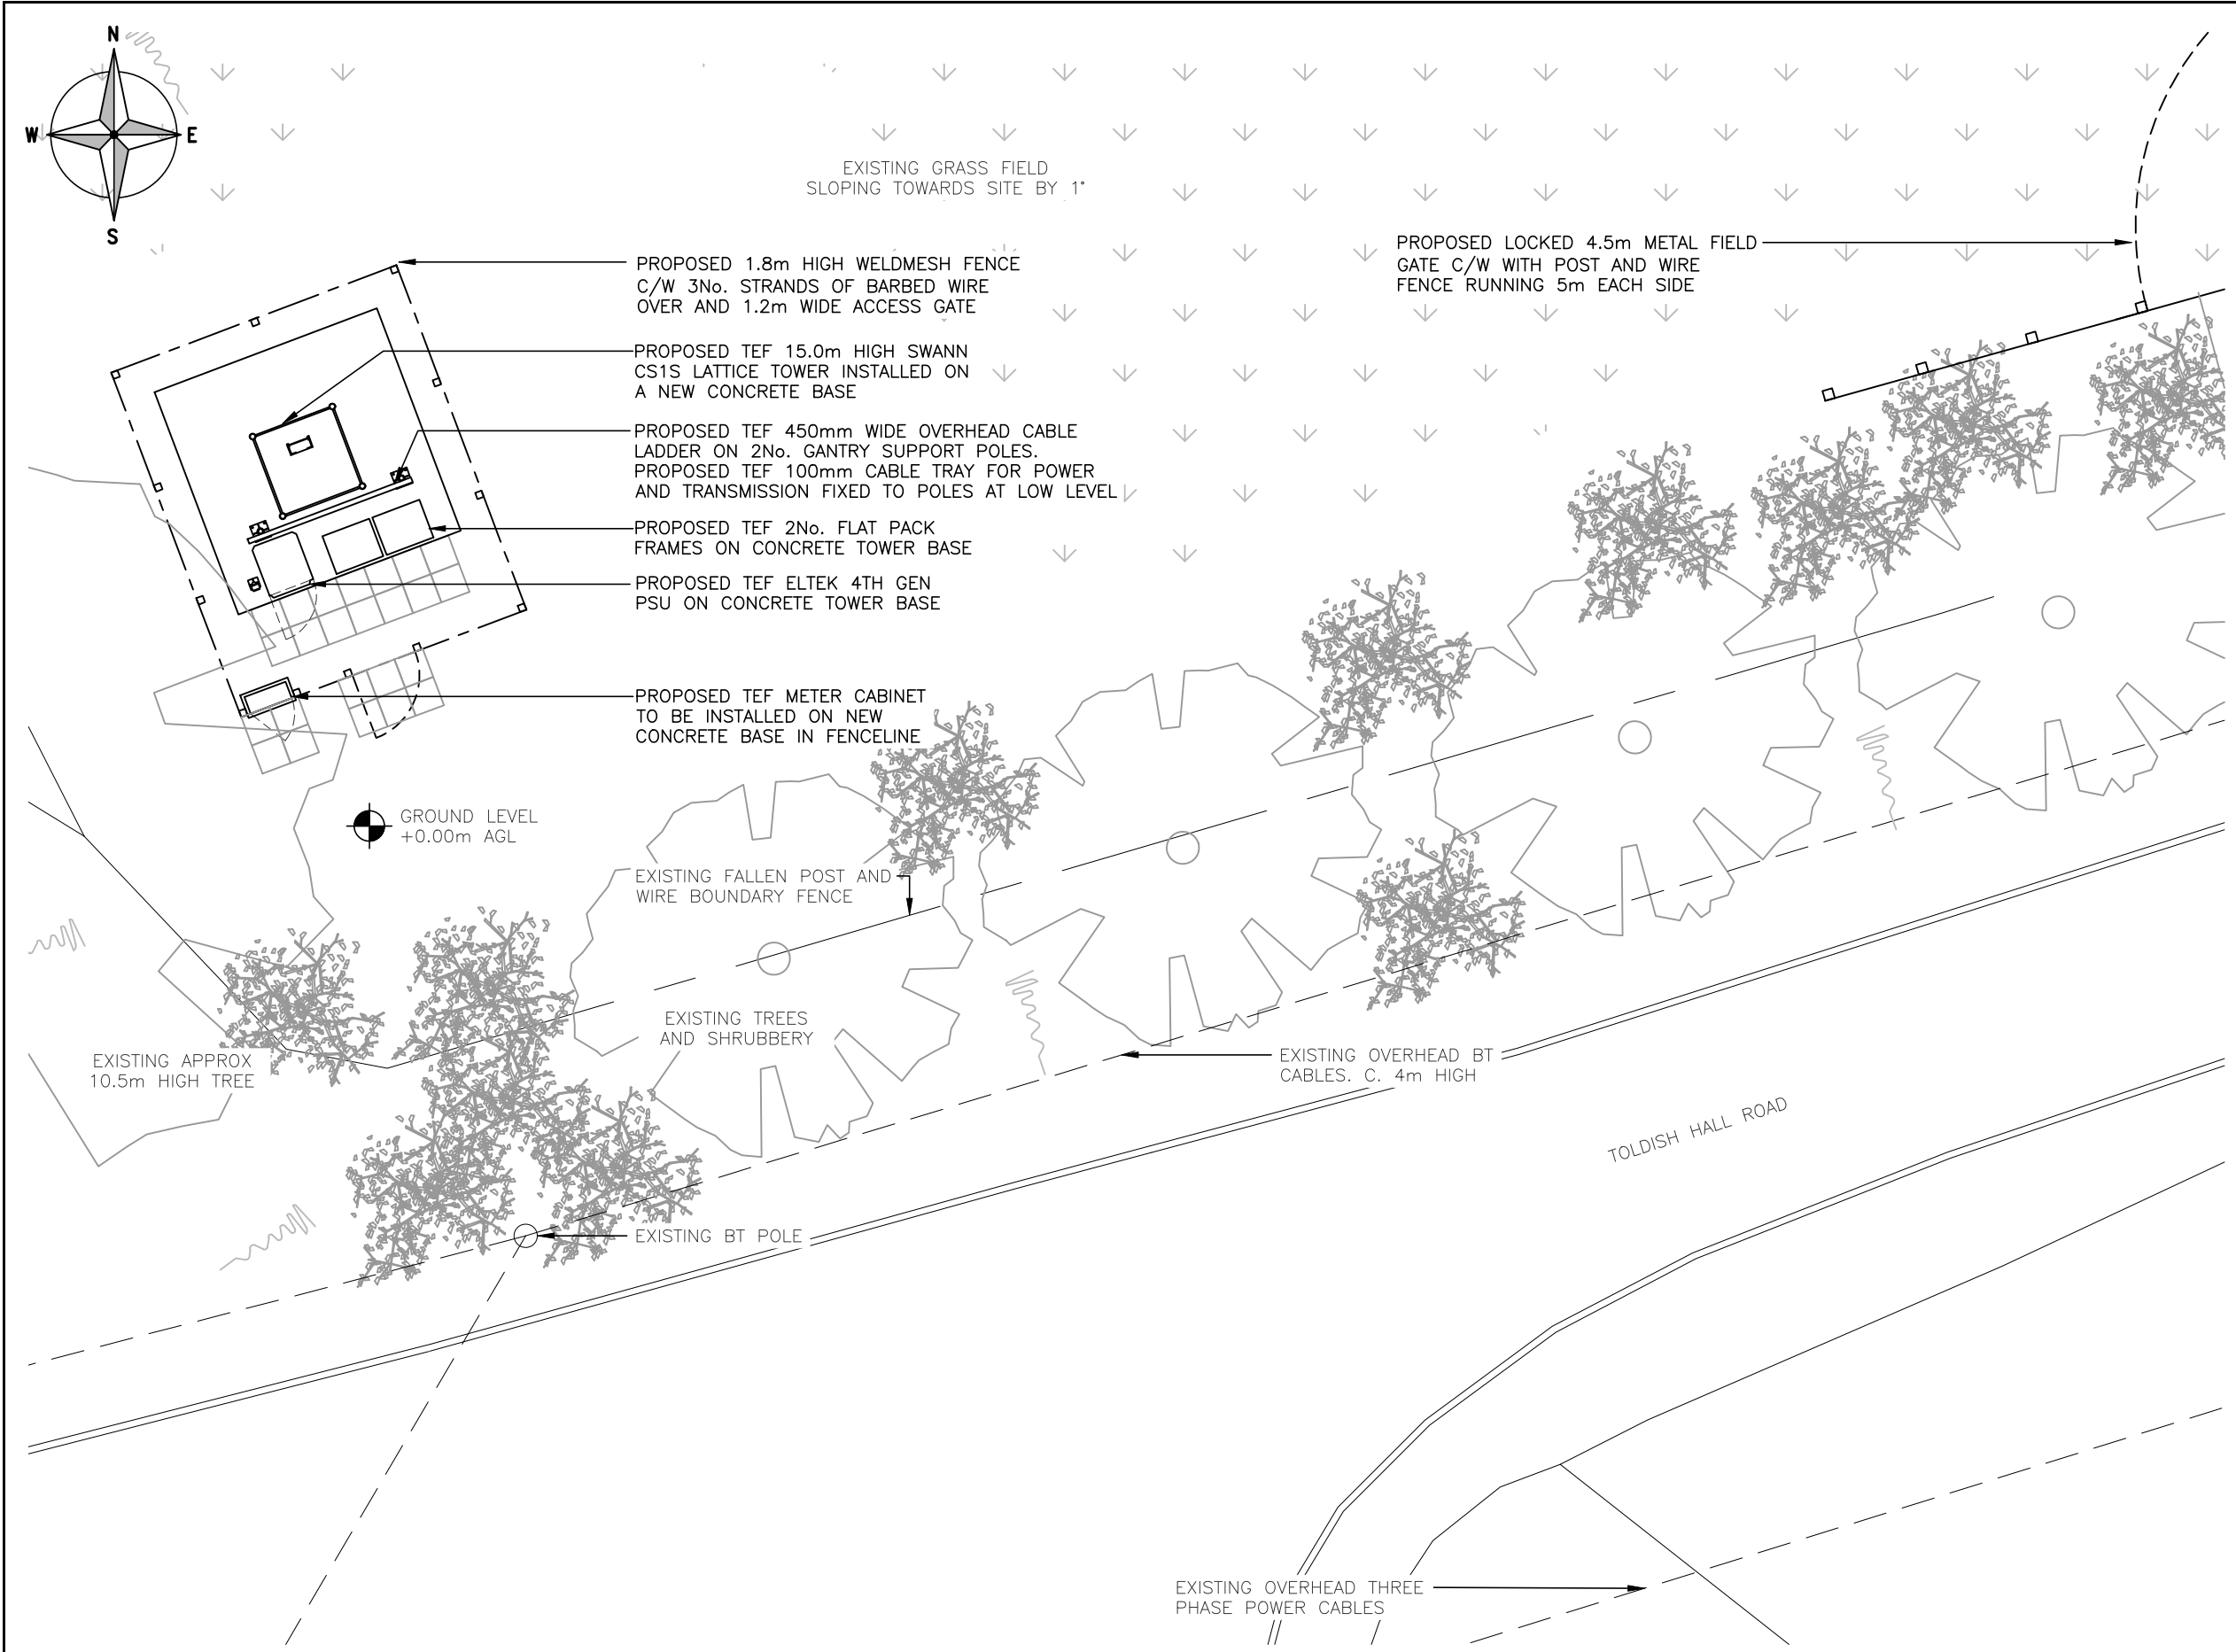 N
W
E
S
EXISTING GRASS FIELD
SLOPING TOWARDS SITE BY 1°
PROPOSED LOCKED 4.5m METAL FIELD
GATE C/W WITH POST AND WIRE
FENCE RUNNING 5m EACH SIDE
PROPOSED 1.8m HIGH WELDMESH FENCE
C/W 3No. STRANDS OF BARBED WIRE
OVER AND 1.2m WIDE ACCESS GATE
PROPOSED TEF 15.0m HIGH SWANN
CS1S LATTICE TOWER INSTALLED ON
A NEW CONCRETE BASE
PROPOSED TEF 450mm WIDE OVERHEAD CABLE
LADDER ON 2No. GANTRY SUPPORT POLES.
PROPOSED TEF 100mm CABLE TRAY FOR POWER
AND TRANSMISSION FIXED TO POLES AT LOW LEVEL
PROPOSED TEF 2No. FLAT PACK
FRAMES ON CONCRETE TOWER BASE
PROPOSED TEF ELTEK 4TH GEN
PSU ON CONCRETE TOWER BASE
PROPOSED TEF METER CABINET
TO BE INSTALLED ON NEW
CONCRETE BASE IN FENCELINE
GROUND LEVEL
+0.00m AGL
EXISTING FALLEN POST AND
WIRE BOUNDARY FENCE
EXISTING TREES
AND SHRUBBERY
EXISTING APPROX
10.5m HIGH TREE
EXISTING OVERHEAD BT
CABLES. C. 4m HIGH
TOLDISH HALL ROAD
EXISTING BT POLE
EXISTING OVERHEAD THREE
PHASE POWER CABLES